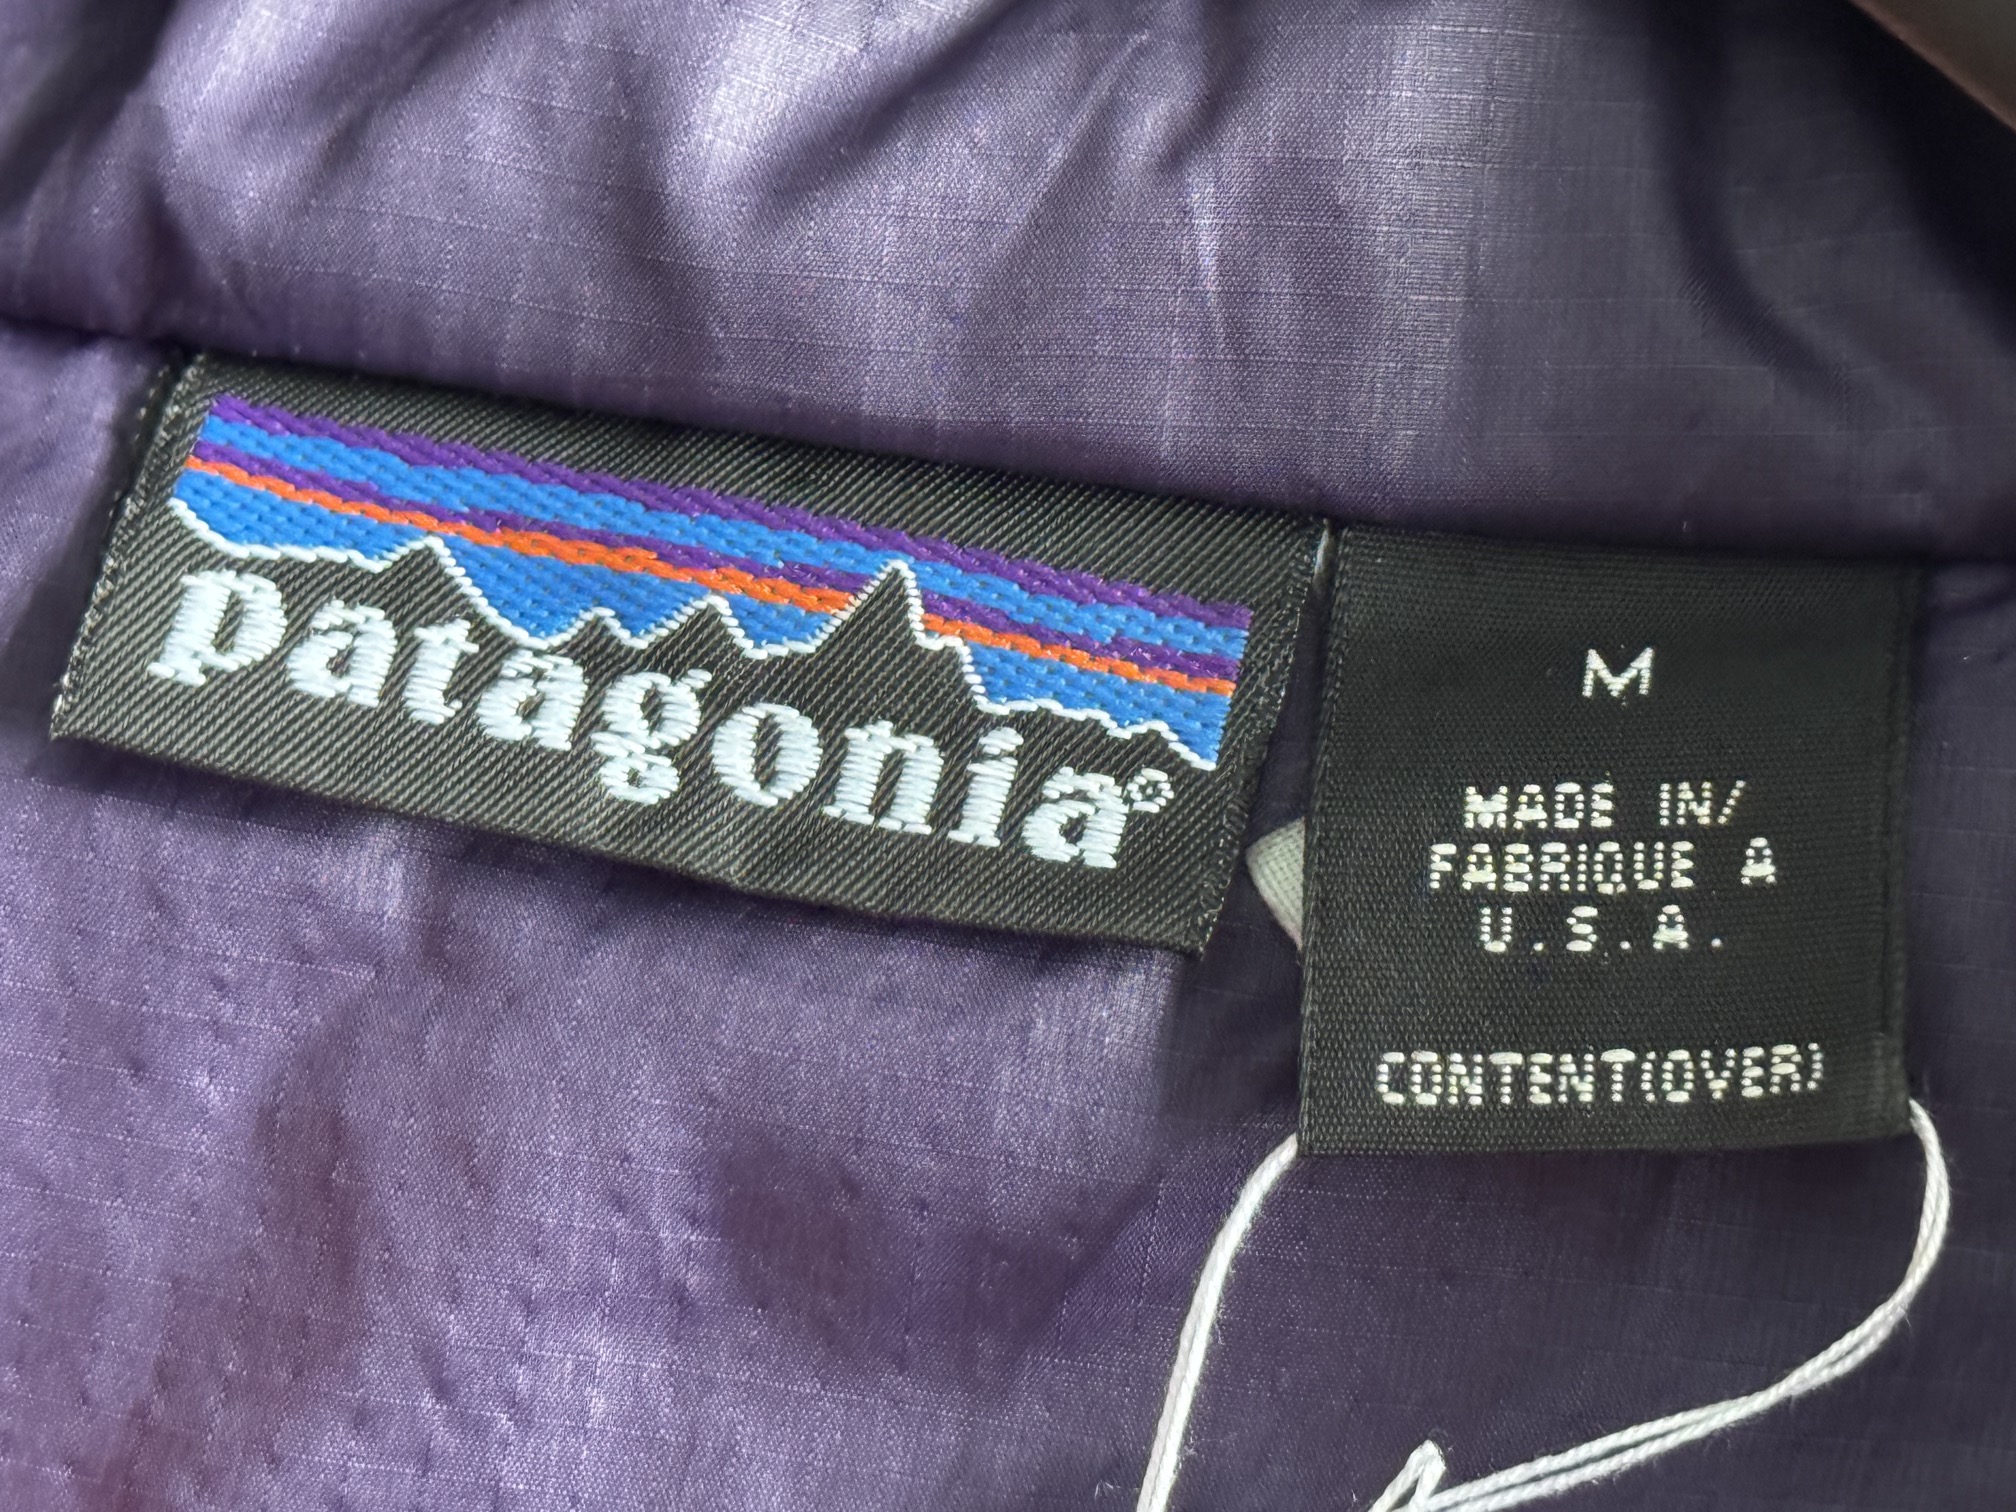 patagonia®
M
MADE IN/
FABRIQUE A
U.S.A.
CONTENT(OVER)